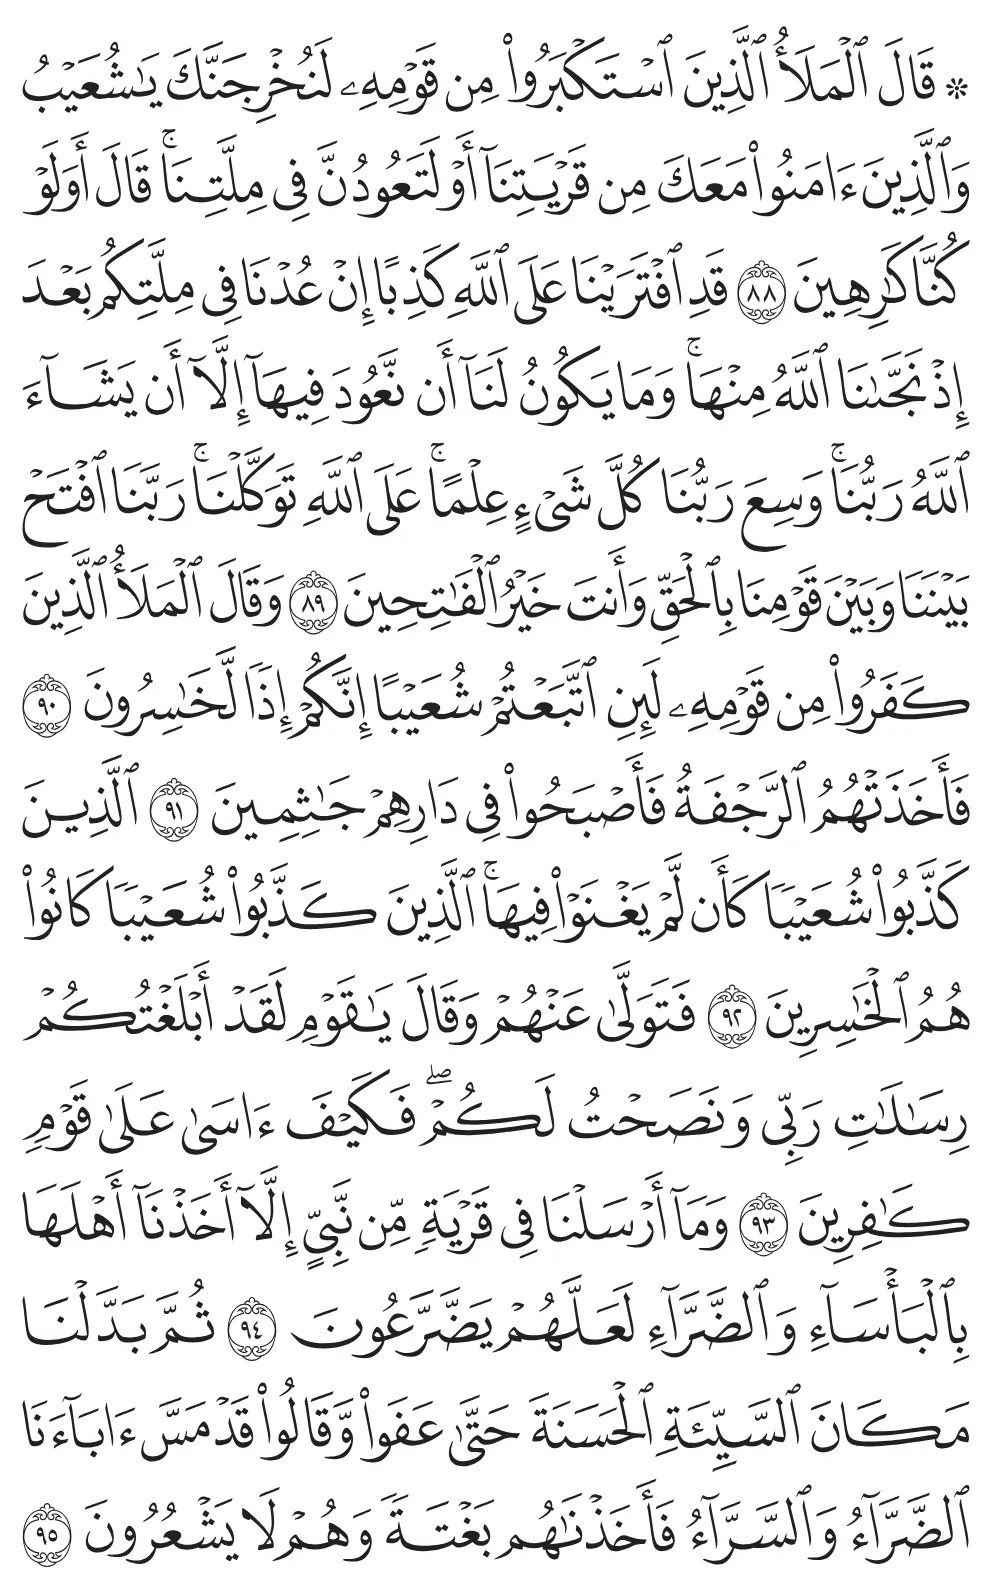 ۞ قَالَ ٱلْمَلَأُ ٱلَّذِينَ ٱسْتَكْبَرُوا۟ مِن قَوْمِهِۦ لَنُخْرِجَنَّكَ يَـٰشُعَيْبُ
وَٱلَّذِينَ ءَامَنُوا۟ مَعَكَ مِن قَرْيَتِنَآ أَوْ لَتَعُودُنَّ فِى مِلَّتِنَا ۚ قَالَ أَوَلَوْ
كُنَّا كَـٰرِهِينَ ۝٨٨ قَدِ ٱفْتَرَيْنَا عَلَى ٱللَّهِ كَذِبًا إِنْ عُدْنَا فِى مِلَّتِكُم بَعْدَ
إِذْ نَجَّىٰنَا ٱللَّهُ مِنْهَا ۚ وَمَا يَكُونُ لَنَآ أَن نَّعُودَ فِيهَآ إِلَّآ أَن يَشَآءَ
ٱللَّهُ رَبُّنَا ۚ وَسِعَ رَبُّنَا كُلَّ شَىْءٍ عِلْمًا ۚ عَلَى ٱللَّهِ تَوَكَّلْنَا ۚ رَبَّنَا ٱفْتَحْ
بَيْنَنَا وَبَيْنَ قَوْمِنَا بِٱلْحَقِّ وَأَنتَ خَيْرُ ٱلْفَـٰتِحِينَ ۝٨٩ وَقَالَ ٱلْمَلَأُ ٱلَّذِينَ
كَفَرُوا۟ مِن قَوْمِهِۦ لَئِنِ ٱتَّبَعْتُمْ شُعَيْبًا إِنَّكُمْ إِذًا لَّخَـٰسِرُونَ ۝٩٠
فَأَخَذَتْهُمُ ٱلرَّجْفَةُ فَأَصْبَحُوا۟ فِى دَارِهِمْ جَـٰثِمِينَ ۝٩١ ٱلَّذِينَ
كَذَّبُوا۟ شُعَيْبًا كَأَن لَّمْ يَغْنَوْا۟ فِيهَا ۚ ٱلَّذِينَ كَذَّبُوا۟ شُعَيْبًا كَانُوا۟
هُمُ ٱلْخَـٰسِرِينَ ۝٩٢ فَتَوَلَّىٰ عَنْهُمْ وَقَالَ يَـٰقَوْمِ لَقَدْ أَبْلَغْتُكُمْ
رِسَـٰلَـٰتِ رَبِّى وَنَصَحْتُ لَكُمْ ۖ فَكَيْفَ ءَاسَىٰ عَلَىٰ قَوْمٍ
كَـٰفِرِينَ ۝٩٣ وَمَآ أَرْسَلْنَا فِى قَرْيَةٍ مِّن نَّبِىٍّ إِلَّآ أَخَذْنَآ أَهْلَهَا
بِٱلْبَأْسَآءِ وَٱلضَّرَّآءِ لَعَلَّهُمْ يَضَّرَّعُونَ ۝٩٤ ثُمَّ بَدَّلْنَا
مَكَانَ ٱلسَّيِّئَةِ ٱلْحَسَنَةَ حَتَّىٰ عَفَوا۟ وَّقَالُوا۟ قَدْ مَسَّ ءَابَآءَنَا
ٱلضَّرَّآءُ وَٱلسَّرَّآءُ فَأَخَذْنَـٰهُم بَغْتَةً وَهُمْ لَا يَشْعُرُونَ ۝٩٥